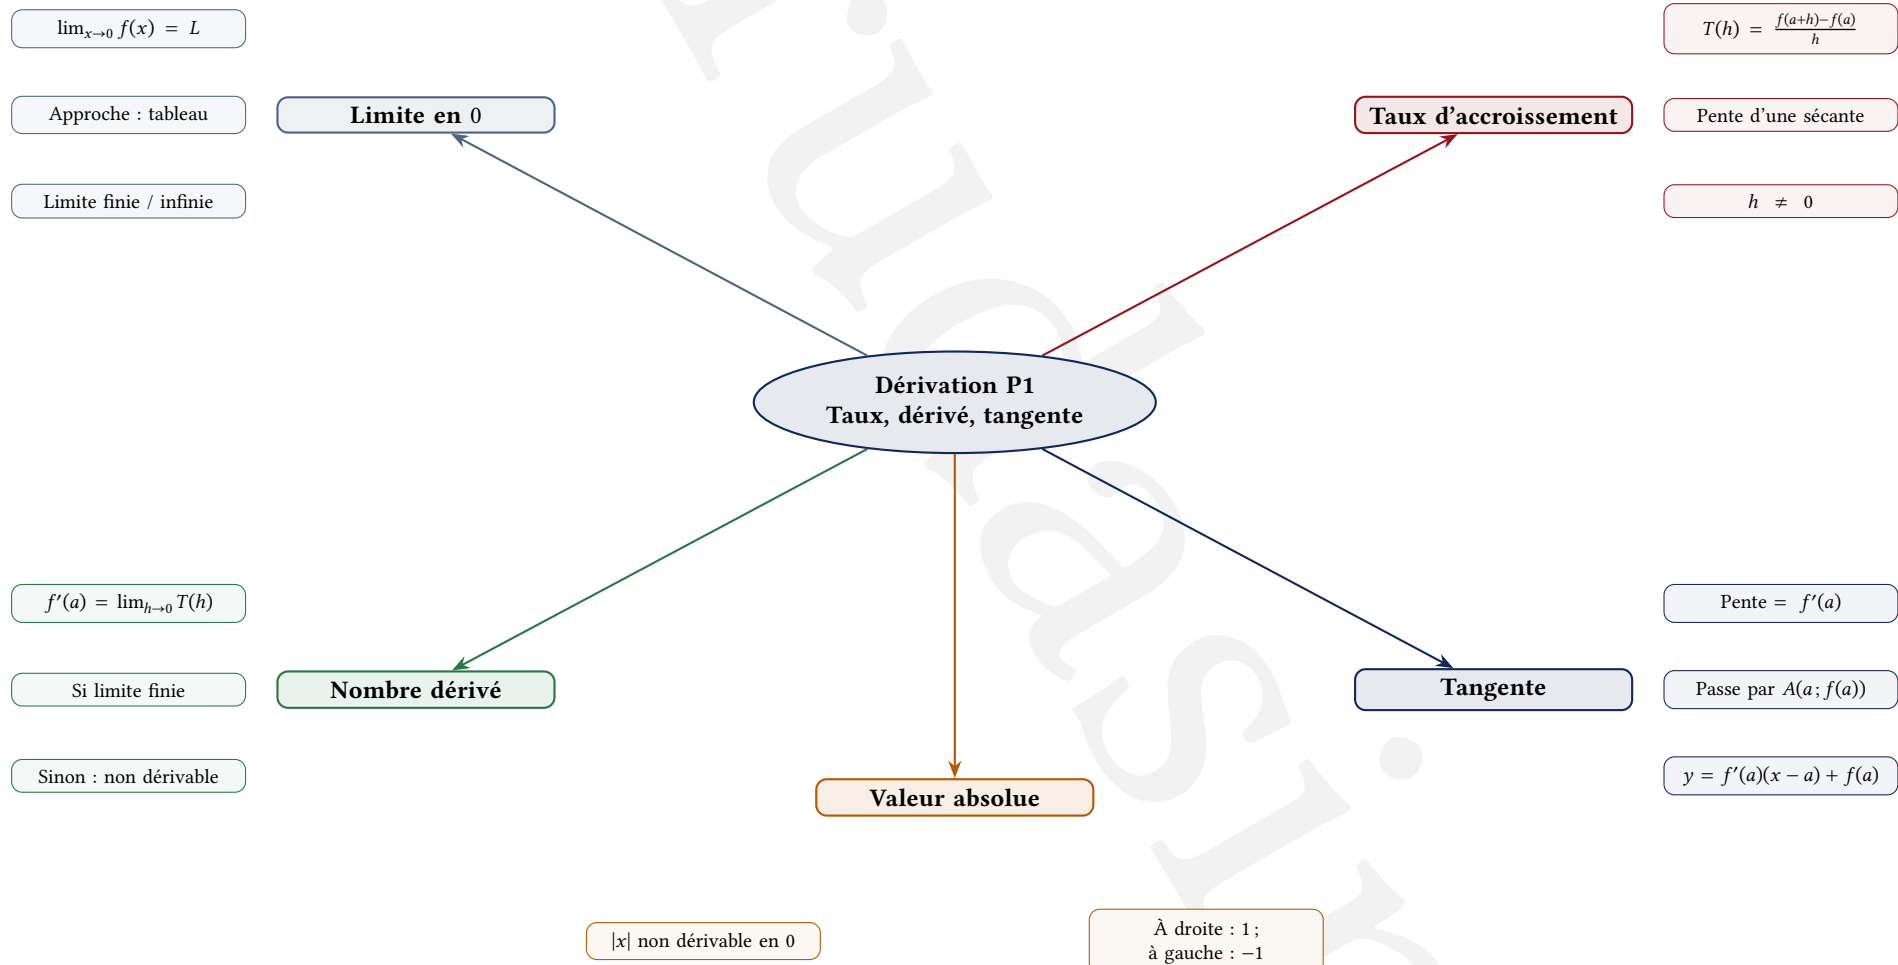 lim_{x→0} f(x) = L
Approche : tableau
Limite finie / infinie
Limite en 0
T(h) = \frac{f(a+h)−f(a)}{h}
Taux d'accroissement
Pente d'une sécante
h ≠ 0
Dérivation P1
Taux, dérivé, tangente
f′(a) = lim_{h→0} T(h)
Si limite finie
Sinon : non dérivable
Nombre dérivé
Pente = f′(a)
Tangente
Passe par A(a ; f(a))
y = f′(a)(x − a) + f(a)
Valeur absolue
|x| non dérivable en 0
À droite : 1 ;
à gauche : −1